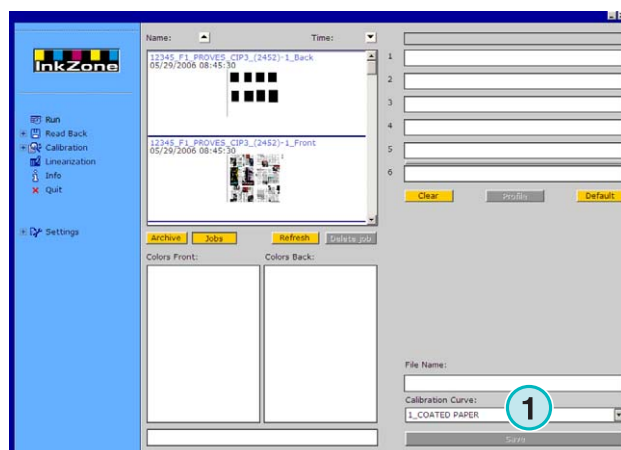 InkZone
Run
Read Back
Calibration
Linearization
Info
Quit
Settings
Name:
Time:
12345_F1_PROVES_CIP3_(2452)-1_Back
05/29/2006 08:45:30
12345_F1_PROVES_CIP3_(2452)-1_Front
05/29/2006 08:45:30
Archive
Jobs
Refresh
Delete job
Colors Front:
Colors Back:
1
2
3
4
5
6
Clear
Profile
Default
File Name:
Calibration Curve:
1_COATED PAPER
1
Save